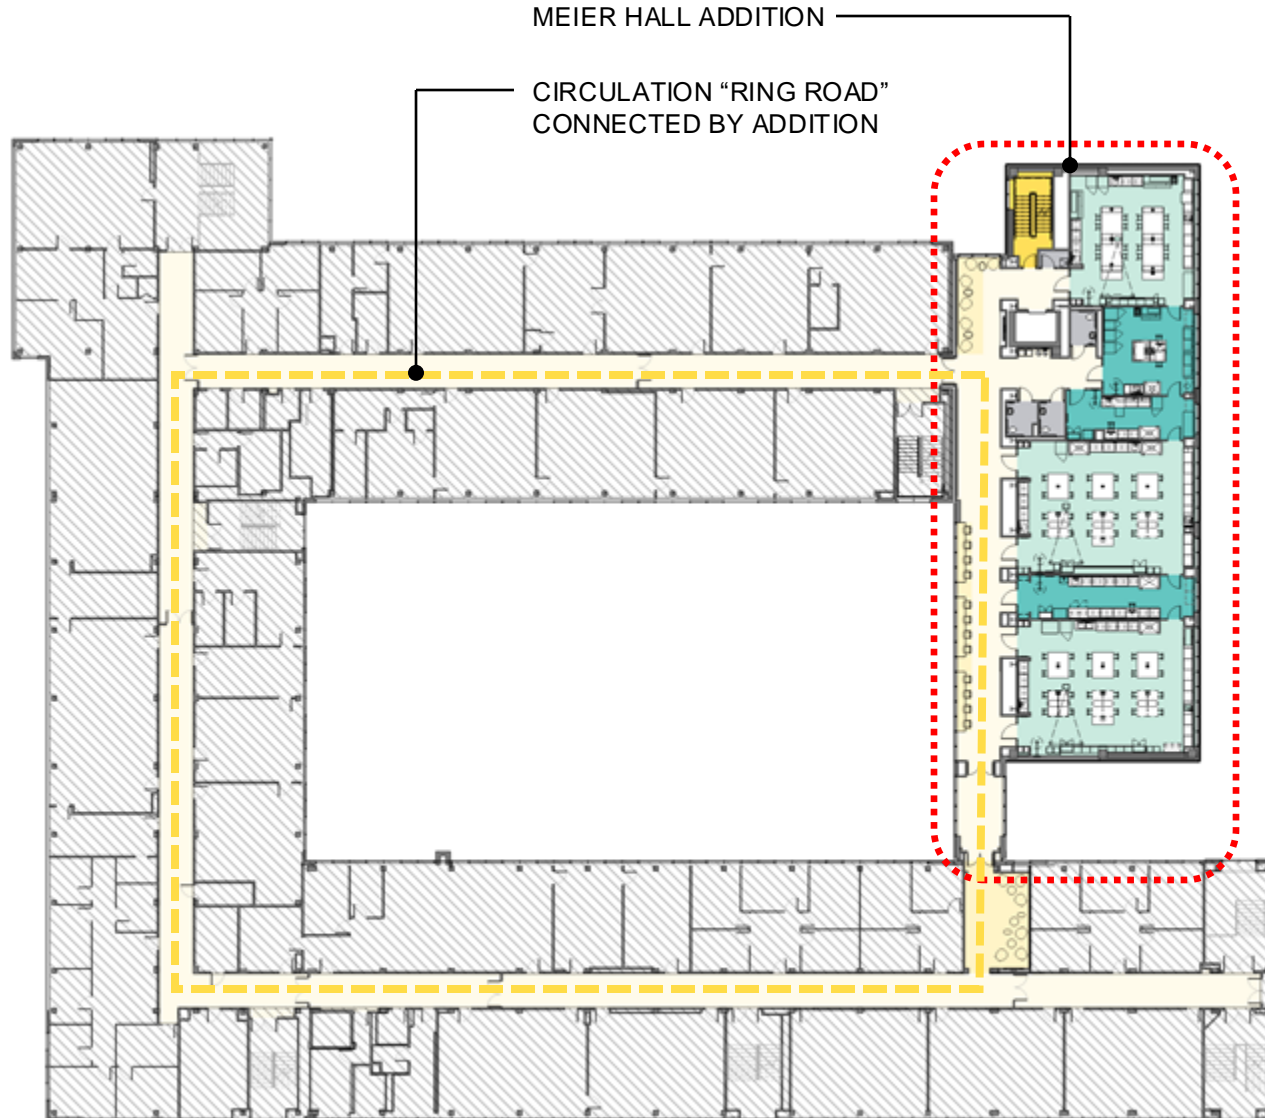 MEIER HALL ADDITION
CIRCULATION “RING ROAD”
CONNECTED BY ADDITION